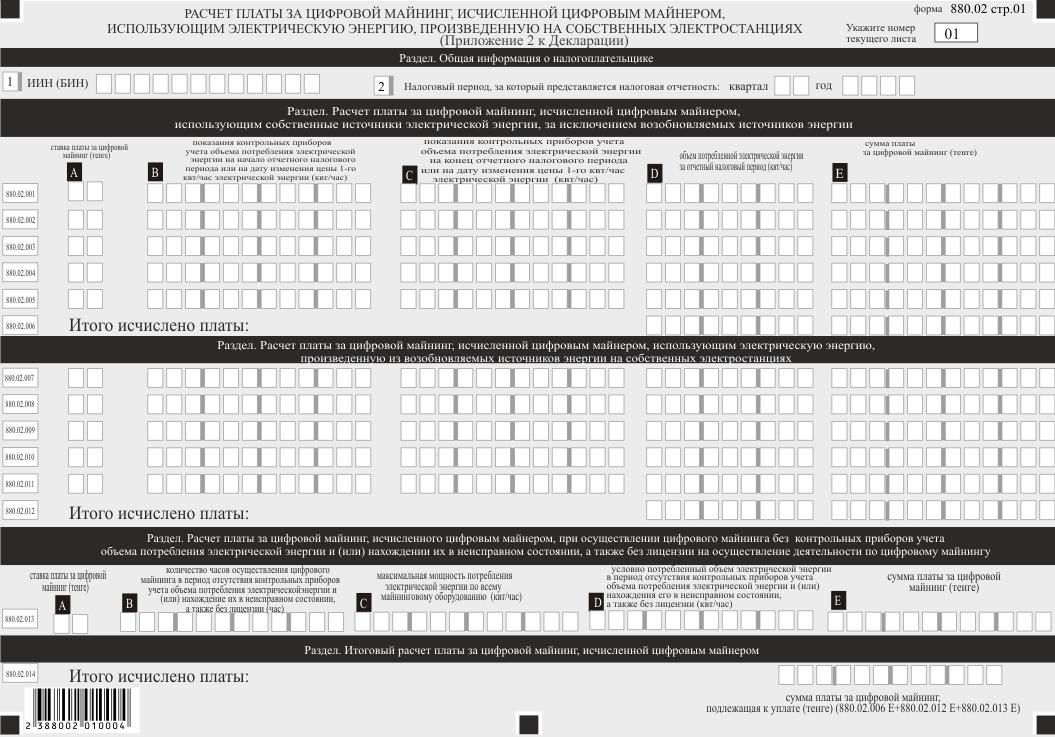 форма 880.02 стр.01
РАСЧЕТ ПЛАТЫ ЗА ЦИФРОВОЙ МАЙНИНГ, ИСЧИСЛЕННОЙ ЦИФРОВЫМ МАЙНЕРОМ,
ИСПОЛЬЗУЮЩИМ ЭЛЕКТРИЧЕСКУЮ ЭНЕРГИЮ, ПРОИЗВЕДЕННУЮ НА СОБСТВЕННЫХ ЭЛЕКТРОСТАНЦИЯХ
(Приложение 2 к Декларации)
Укажите номер
текущего листа
01
Раздел. Общая информация о налогоплательщике
1 ИИН (БИН)
2 Налоговый период, за который представляется налоговая отчетность: квартал год
Раздел. Расчет платы за цифровой майнинг, исчисленной цифровым майнером,
использующим собственные источники электрической энергии, за исключением возобновляемых источников энергии
ставка платы за цифровой
майнинг (тенге)
A
показания контрольных приборов
учета объема потребления электрической
энергии на начало отчетного налогового
периода или на дату изменения цены 1-го
квт/час электрической энергии (квт/час)
B
показания контрольных приборов учета
объема потребления электрической энергии
на конец отчетного налогового периода
или на дату изменения цены 1-го квт/час
электрической энергии (квт/час)
C
объем потребленной электрической энергии
за отчетный налоговый период (квт/час)
D
сумма платы
за цифровой майнинг (тенге)
E
880.02.001
880.02.002
880.02.003
880.02.004
880.02.005
880.02.006 Итого исчислено платы:
Раздел. Расчет платы за цифровой майнинг, исчисленной цифровым майнером, использующим электрическую энергию,
произведенную из возобновляемых источников энергии на собственных электростанциях
880.02.007
880.02.008
880.02.009
880.02.010
880.02.011
880.02.012 Итого исчислено платы:
Раздел. Расчет платы за цифровой майнинг, исчисленного цифровым майнером, при осуществлении цифрового майнинга без контрольных приборов учета
объема потребления электрической энергии и (или) нахождении их в неисправном состоянии, а также без лицензии на осуществление деятельности по цифровому майнингу
ставка платы за цифровой
майнинг (тенге)
A
количество часов осуществления цифрового
майнинга в период отсутствия контрольных приборов
учета объема потребления электрическойэнергии и
(или) нахождение их в неисправном состоянии,
а также без лицензии (час)
B
максимальная мощность потребления
электрической энергии по всему
майнинговому оборудованию (квт/час)
C
условно потребленный объем электрической энергии
в период отсутствия контрольных приборов учета
объема потребления электрической энергии и (или)
нахождения его в неисправном состоянии,
а также без лицензии (квт/час)
D
сумма платы за цифровой
майнинг (тенге)
E
880.02.013
Раздел. Итоговый расчет платы за цифровой майнинг, исчисленной цифровым майнером
880.02.014 Итого исчислено платы:
сумма платы за цифровой майнинг,
подлежащая к уплате (тенге) (880.02.006 E+880.02.012 E+880.02.013 E)
2 388002 010004